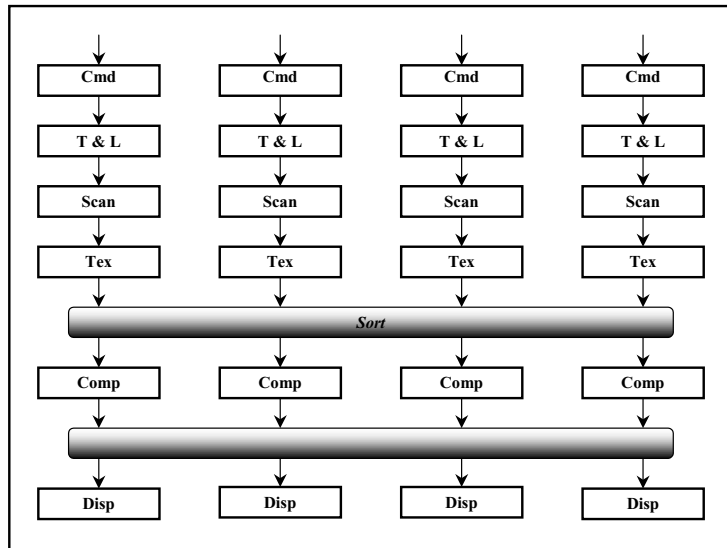 Cmd Cmd Cmd Cmd
T & L T & L T & L T & L
Scan Scan Scan Scan
Tex Tex Tex Tex
Sort
Comp Comp Comp Comp
Disp Disp Disp Disp